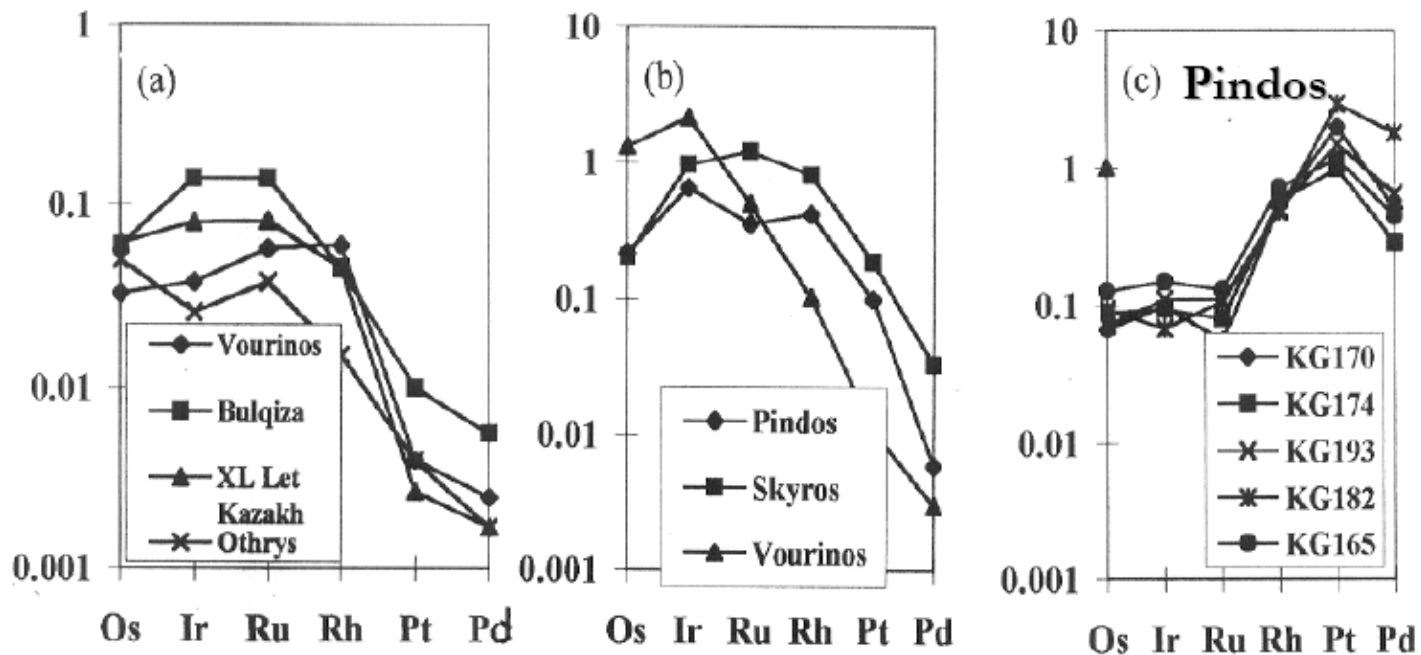 (a)
1
0.1
0.01
0.001
Vourinos
Bulqiza
XL Let
Kazakh
Othrys
Os Ir Ru Rh Pt Pd
(b)
10
1
0.1
0.01
0.001
Pindos
Skyros
Vourinos
Os Ir Ru Rh Pt Pd
(c) Pindos
10
1
0.1
0.01
0.001
KG170
KG174
KG193
KG182
KG165
Os Ir Ru Rh Pt Pd